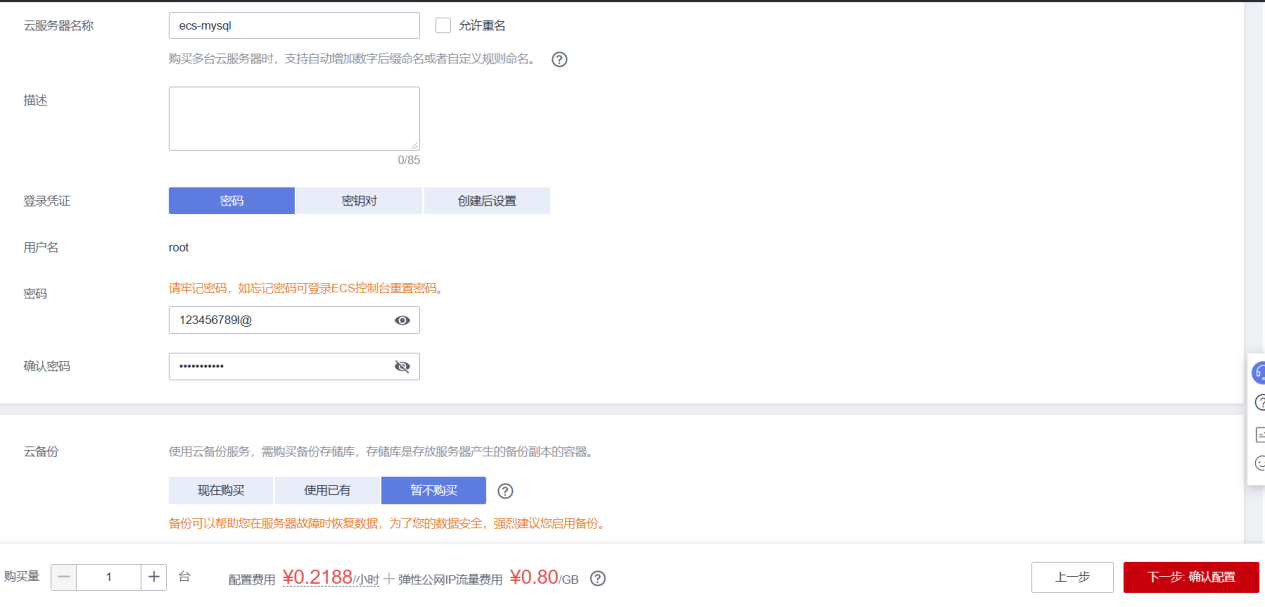 云服务器名称
ecs-mysql
允许重名
购买多台云服务器时，支持自动增加数字后缀命名或者自定义规则命名。
描述
0/85
登录凭证
密码
密钥对
创建后设置
用户名
root
密码
请牢记密码，如忘记密码可登录ECS控制台重置密码。
123456789l@
确认密码
•••••••••••
云备份
使用云备份服务，需购买备份存储库，存储库是存放服务器产生的备份副本的容器。
现在购买
使用已有
暂不购买
备份可以帮助您在服务器故障时恢复数据，为了您的数据安全，强烈建议您启用备份。
购买量
1
台
配置费用 ¥0.2188/小时 + 弹性公网IP流量费用 ¥0.80/GB
上一步
下一步: 确认配置